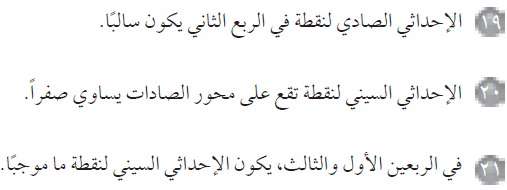 ١٩ الإحداثي الصادي لنقطة في الربع الثاني يكون سالبًا.
٢٠ الإحداثي السيني لنقطة تقع على محور الصادات يساوي صفراً.
٢١ في الربعين الأول والثالث، يكون الإحداثي السيني لنقطة ما موجبًا.